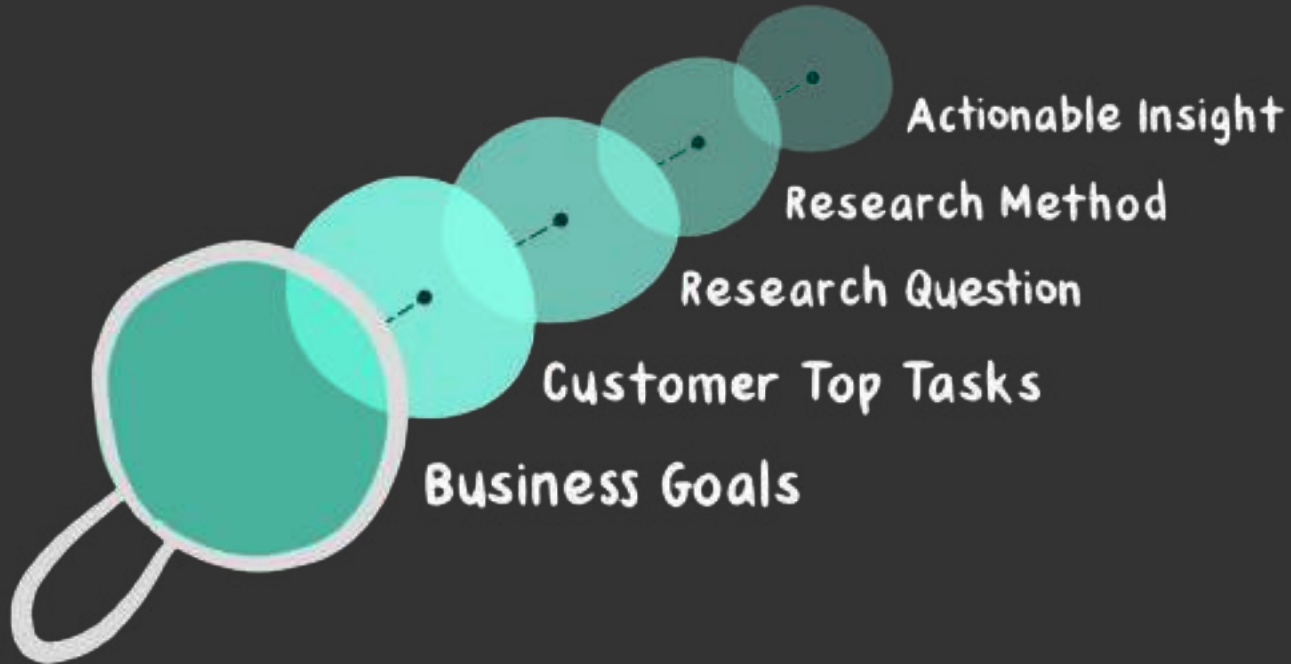 Actionable Insight
Research Method
Research Question
Customer Top Tasks
Business Goals